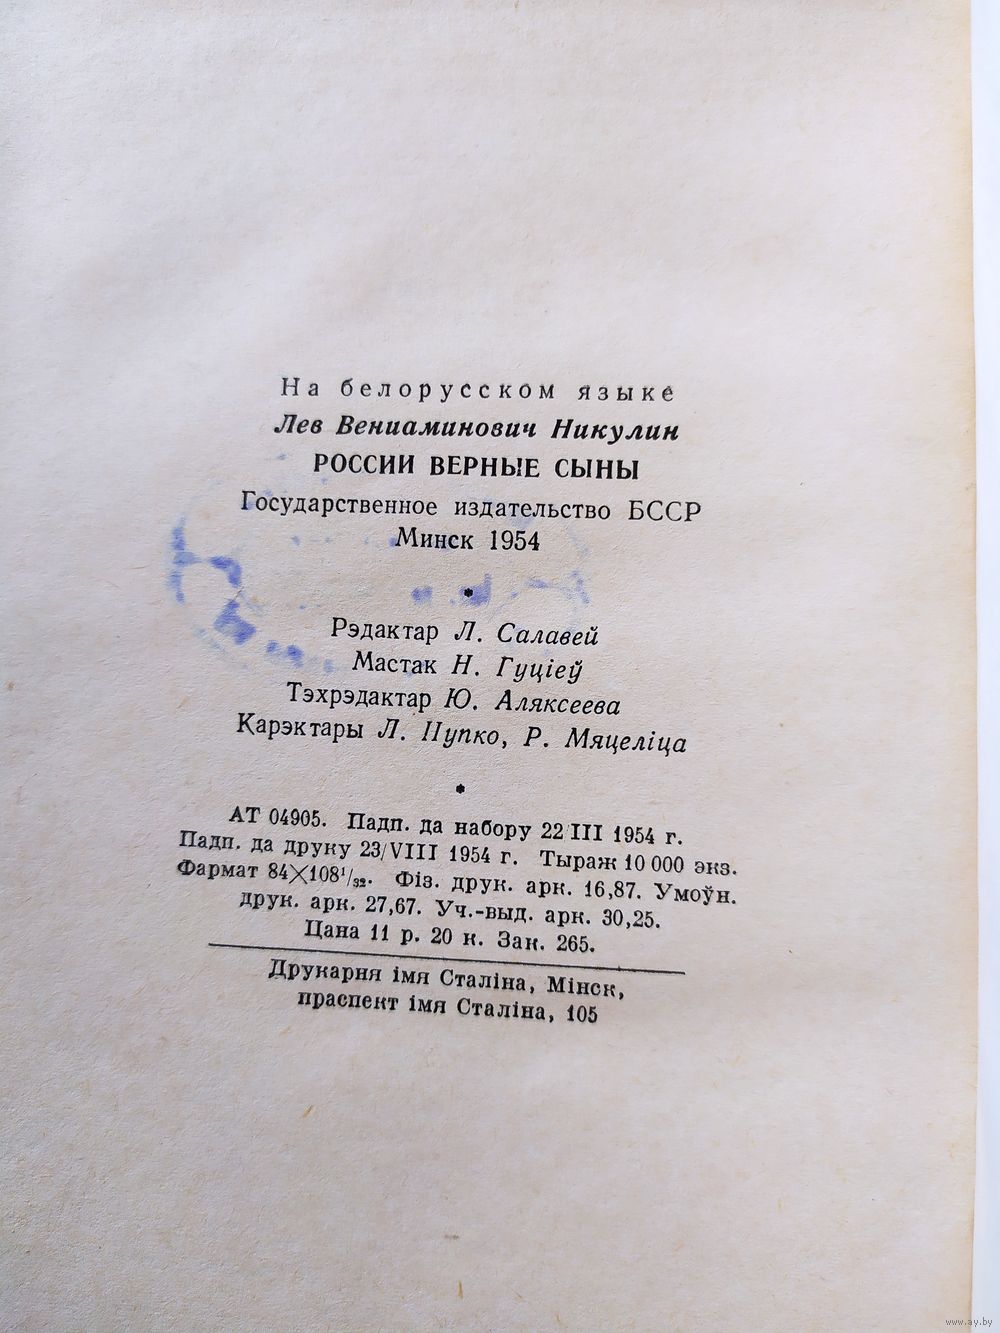 На белорусском языке
Лев Вениаминович Никулин
РОССИИ ВЕРНЫЕ СЫНЫ
Государственное издательство БССР
Минск 1954
Рэдактар Л. Салавей
Мастак Н. Гуціеў
Тэхрэдактар Ю. Аляксеева
Карэктары Л. Пупко, Р. Мяцеліца
АТ 04905. Падп. да набору 22 III 1954 г.
Падп. да друку 23/VIII 1954 г. Тыраж 10 000 экз.
Фармат 84×108¹/₃₂. Фіз. друк. арк. 16,87. Умоўн.
друк. арк. 27,67. Уч.-выд. арк. 30,25.
Цана 11 р. 20 к. Зак. 265.
Друкарня імя Сталіна, Мінск,
праспект імя Сталіна, 105
www.ay.by